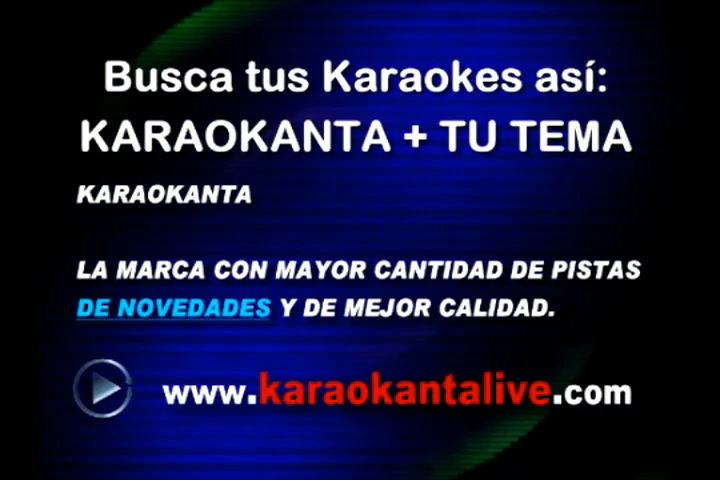 Busca tus Karaokes así:
KARAOKANTA + TU TEMA
KARAOKANTA
LA MARCA CON MAYOR CANTIDAD DE PISTAS
DE NOVEDADES Y DE MEJOR CALIDAD.
www.karaokantalive.com